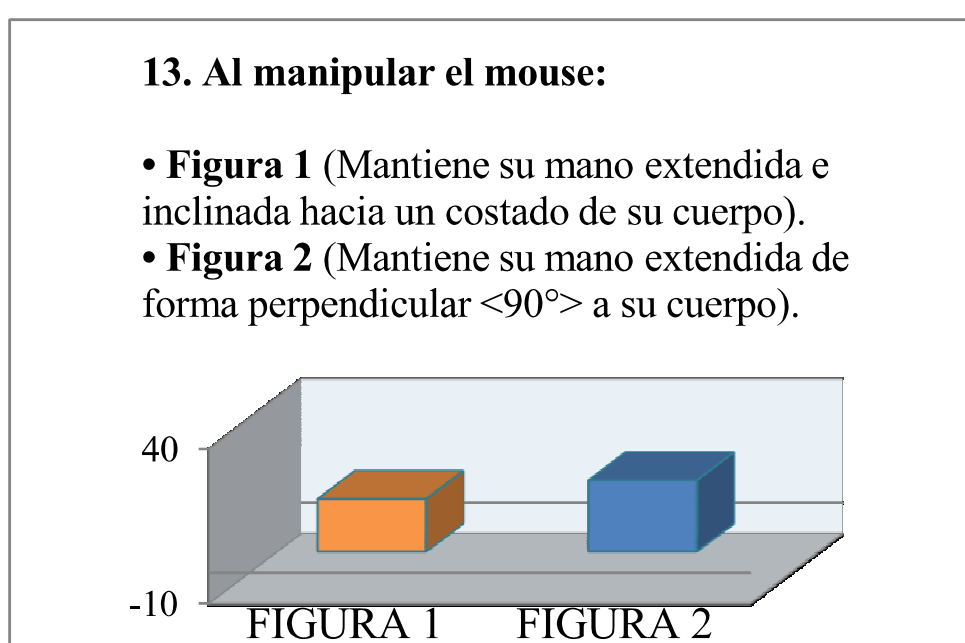 13. Al manipular el mouse:
• Figura 1 (Mantiene su mano extendida e
inclinada hacia un costado de su cuerpo).
• Figura 2 (Mantiene su mano extendida de
forma perpendicular <90°> a su cuerpo).
40
-10
FIGURA 1
FIGURA 2